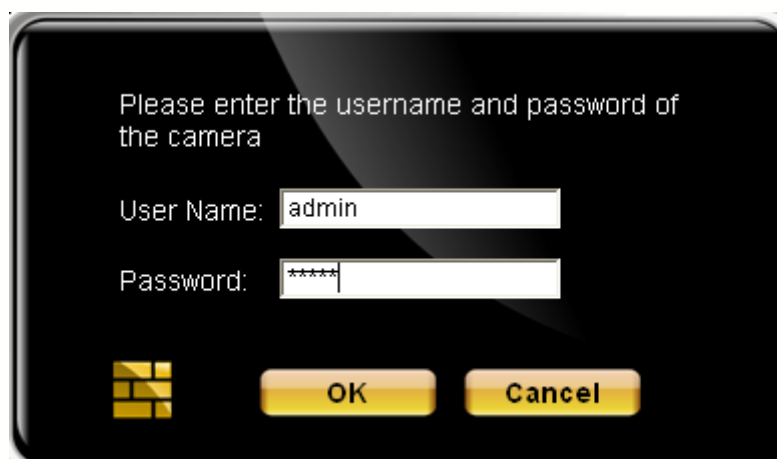 Please enter the username and password of
the camera
User Name: admin
Password: *****
OK Cancel